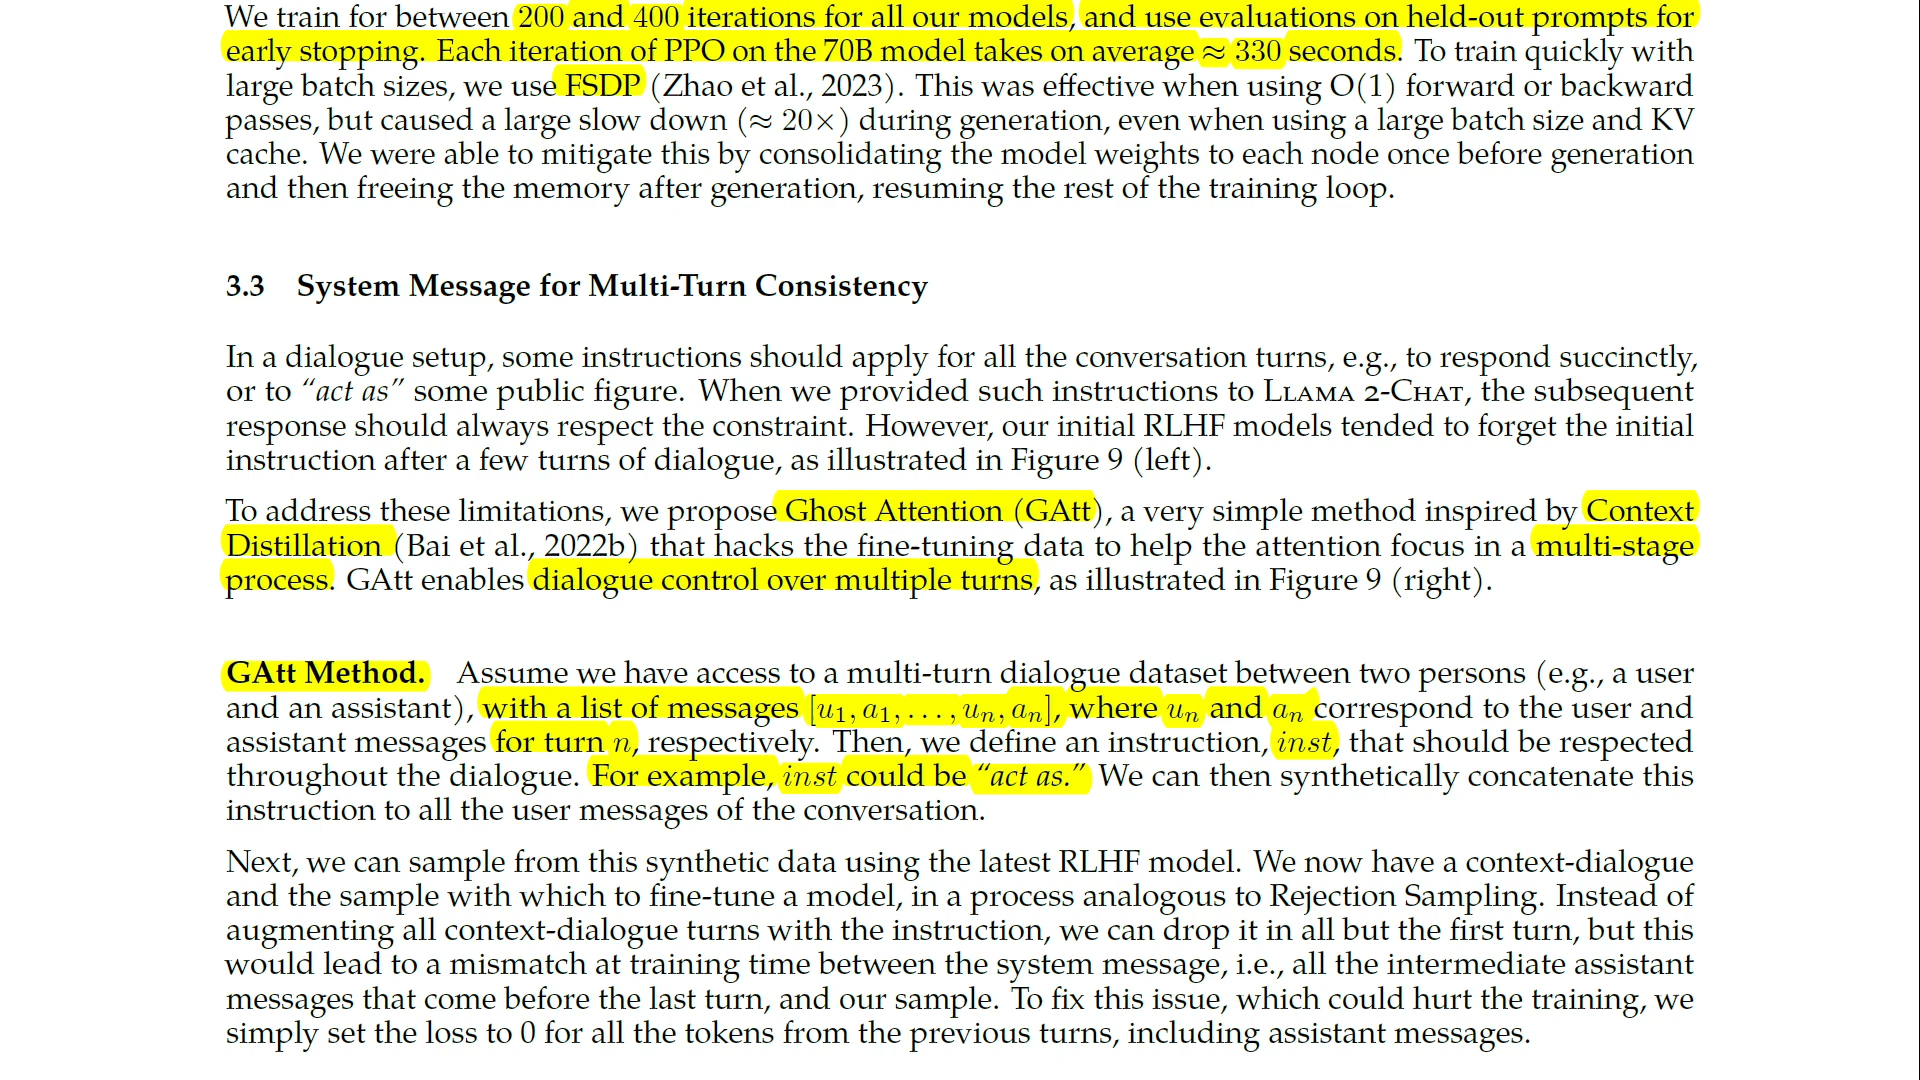 We train for between 200 and 400 iterations for all our models, and use evaluations on held-out prompts for
early stopping. Each iteration of PPO on the 70B model takes on average ≈ 330 seconds. To train quickly with
large batch sizes, we use FSDP (Zhao et al., 2023). This was effective when using O(1) forward or backward
passes, but caused a large slow down (≈ 20×) during generation, even when using a large batch size and KV
cache. We were able to mitigate this by consolidating the model weights to each node once before generation
and then freeing the memory after generation, resuming the rest of the training loop.
3.3 System Message for Multi-Turn Consistency
In a dialogue setup, some instructions should apply for all the conversation turns, e.g., to respond succinctly,
or to “act as” some public figure. When we provided such instructions to LLAMA 2-CHAT, the subsequent
response should always respect the constraint. However, our initial RLHF models tended to forget the initial
instruction after a few turns of dialogue, as illustrated in Figure 9 (left).
To address these limitations, we propose Ghost Attention (GAtt), a very simple method inspired by Context
Distillation (Bai et al., 2022b) that hacks the fine-tuning data to help the attention focus in a multi-stage
process. GAtt enables dialogue control over multiple turns, as illustrated in Figure 9 (right).
GAtt Method. Assume we have access to a multi-turn dialogue dataset between two persons (e.g., a user
and an assistant), with a list of messages [u₁, a₁, . . . , uₙ, aₙ], where uₙ and aₙ correspond to the user and
assistant messages for turn n, respectively. Then, we define an instruction, inst, that should be respected
throughout the dialogue. For example, inst could be “act as.” We can then synthetically concatenate this
instruction to all the user messages of the conversation.
Next, we can sample from this synthetic data using the latest RLHF model. We now have a context-dialogue
and the sample with which to fine-tune a model, in a process analogous to Rejection Sampling. Instead of
augmenting all context-dialogue turns with the instruction, we can drop it in all but the first turn, but this
would lead to a mismatch at training time between the system message, i.e., all the intermediate assistant
messages that come before the last turn, and our sample. To fix this issue, which could hurt the training, we
simply set the loss to 0 for all the tokens from the previous turns, including assistant messages.